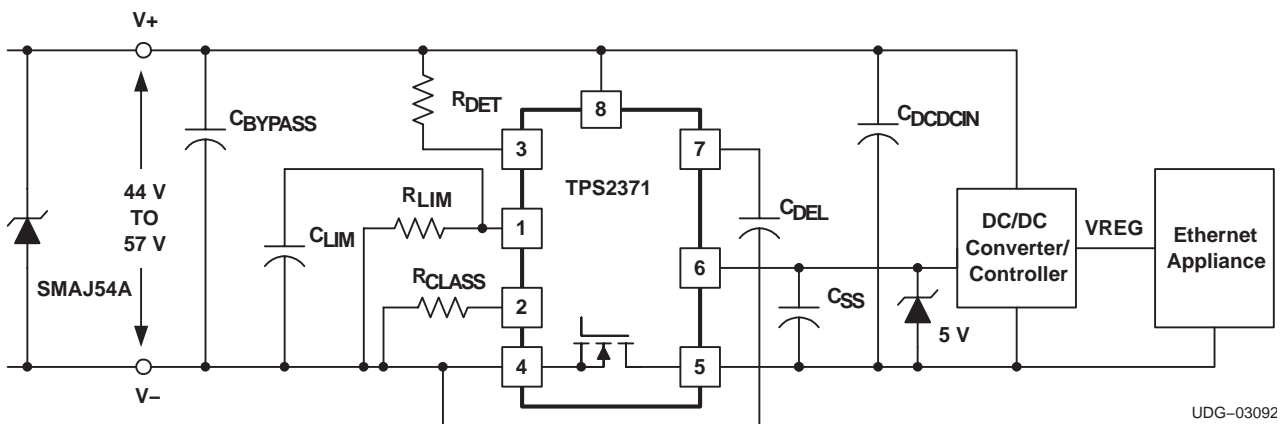 V+
8
RDET
CBYPASS
CDCDCIN
3
7
TPS2371
44 V
TO
57 V
RLIM
CLIM
1
CDEL
DC/DC
Converter/
Controller
VREG
Ethernet
Appliance
6
SMAJ54A
RCLASS
2
CSS
5 V
4
5
V–
UDG–03092